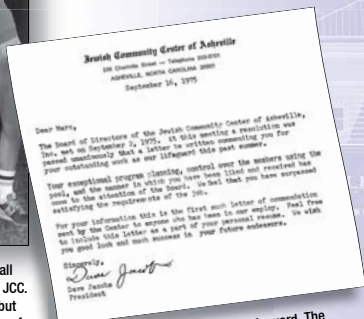 Jewish Community Center of Asheville
236 Charlotte Street — Telephone
ASHEVILLE, NORTH CAROLINA
September 16, 1975
Dear Marc,
The Board of Directors of the Jewish Community Center of Asheville,
Inc. met on September 2, 1975. At this meeting a resolution was
passed unanimously that a letter be written commending you for
your outstanding work as our lifeguard this past summer.
Your exceptional program planning, control over the members using the
pool, and the manner in which you have been liked and received has
come to the attention of the board. We feel that you have surpassed
satisfying the requirements of the job.
For your information this is the first such letter of commendation
sent by the Center to anyone who has been in our employ. Feel free
to include this letter as a part of your personal resume. We wish
you good luck and much success in your future endeavors.
Sincerely,
Dave Jacobs
Dave Jacobs
President
all
JCC.
but
The